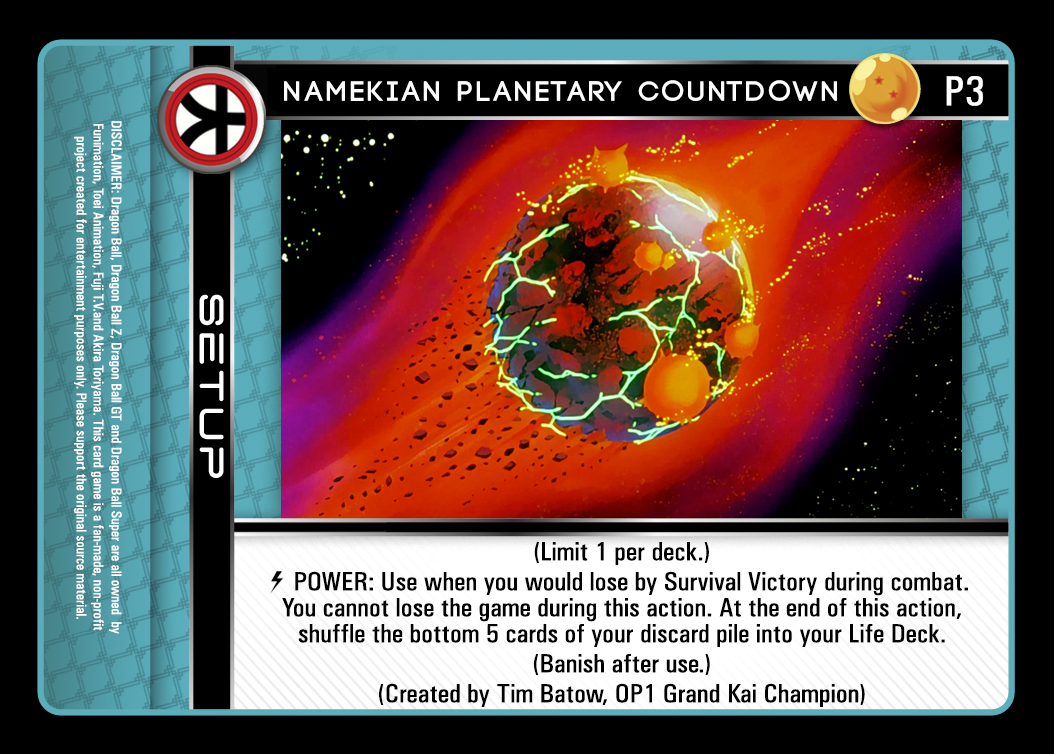 NAMEKIAN PLANETARY COUNTDOWN
P3
SETUP
DISCLAIMER: Dragon Ball, Dragon Ball Z, Dragon Ball GT and Dragon Ball Super are all owned by
Funimation, Toei Animation, Fuji T.V.and Akira Toriyama. This card game is a fan-made, non-profit
project created for entertainment purposes only. Please support the original source material.
(Limit 1 per deck.)
POWER: Use when you would lose by Survival Victory during combat.
You cannot lose the game during this action. At the end of this action,
shuffle the bottom 5 cards of your discard pile into your Life Deck.
(Banish after use.)
(Created by Tim Batow, OP1 Grand Kai Champion)